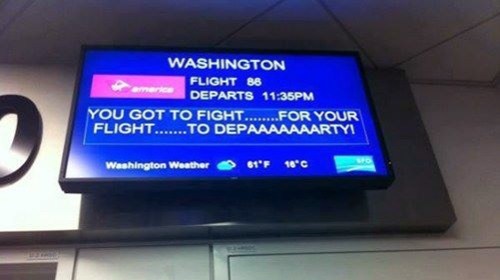 WASHINGTON
america
FLIGHT 86
DEPARTS 11:35PM
YOU GOT TO FIGHT........FOR YOUR
FLIGHT.......TO DEPAAAAAAARTY!
Washington Weather 61°F 16°C
SFO